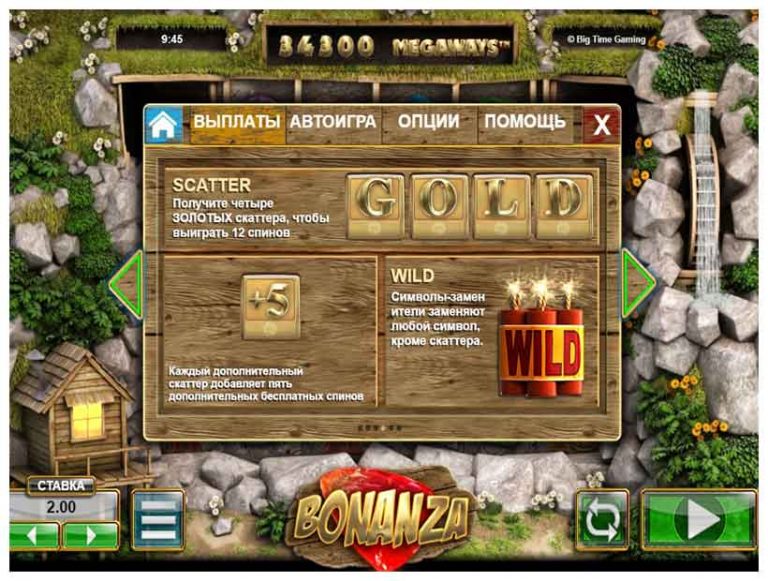 9:45
34300 MEGAWAYS™
© Big Time Gaming
ВЫПЛАТЫ АВТОИГРА ОПЦИИ ПОМОЩЬ X
SCATTER
Получите четыре
ЗОЛОТЫХ скаттера, чтобы
выиграть 12 спинов
G O L D
+5
Каждый дополнительный
скаттер добавляет пять
дополнительных бесплатных спинов
WILD
Символы-замен
ители заменяют
любой символ,
кроме скаттера.
WILD
СТАВКА
2.00
BONANZA